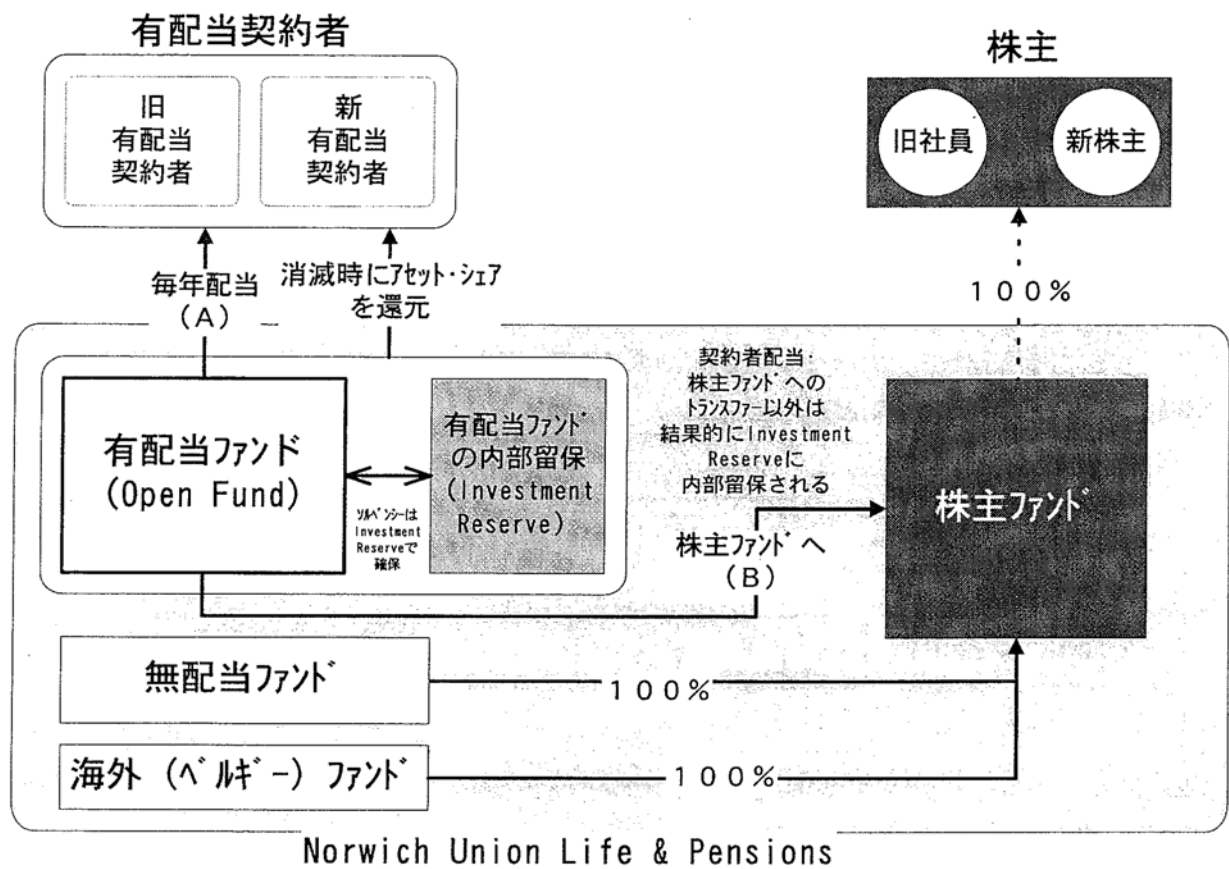 有配当契約者
株主
旧
有配当
契約者
新
有配当
契約者
旧社員
新株主
毎年配当
(A)
消滅時にｱｾｯﾄ･ｼｪｱ
を還元
100%
契約者配当･
株主ﾌｧﾝﾄﾞへの
ﾄﾗﾝｽﾌｧｰ以外は
結果的にInvestment
Reserveに
内部留保される
有配当ファンド
(Open Fund)
ｿﾙﾍﾞﾝｼｰは
Investment
Reserveで
確保
有配当ﾌｧﾝﾄﾞ
の内部留保
(Investment
Reserve)
株主ﾌｧﾝﾄﾞへ
(B)
株主ﾌｧﾝﾄﾞ
無配当ﾌｧﾝﾄﾞ
100%
海外（ﾍﾞﾙｷﾞｰ）ﾌｧﾝﾄﾞ
100%
Norwich Union Life & Pensions